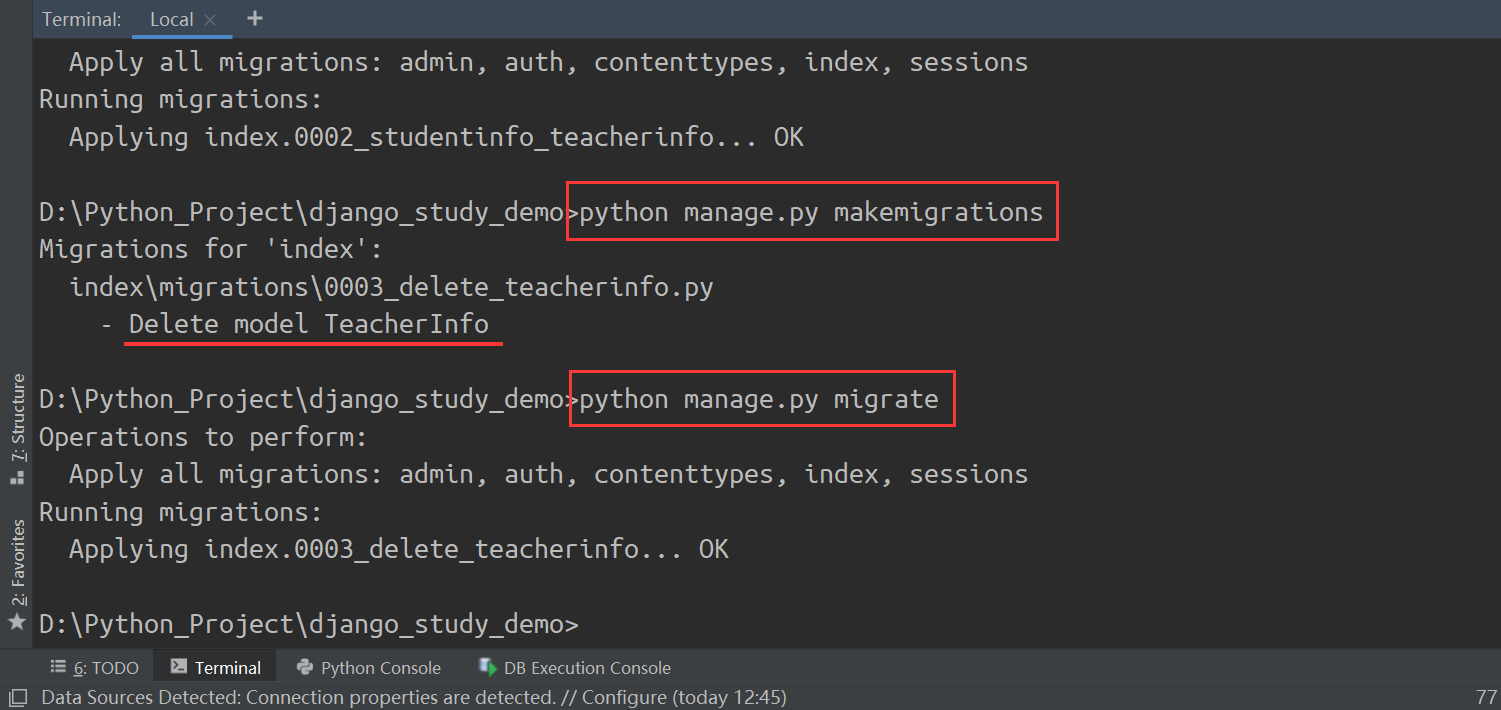 Terminal: Local × +
Apply all migrations: admin, auth, contenttypes, index, sessions
Running migrations:
Applying index.0002_studentinfo_teacherinfo... OK
D:\Python_Project\django_study_demo>python manage.py makemigrations
Migrations for 'index':
index\migrations\0003_delete_teacherinfo.py
- Delete model TeacherInfo
D:\Python_Project\django_study_demo>python manage.py migrate
Operations to perform:
Apply all migrations: admin, auth, contenttypes, index, sessions
Running migrations:
Applying index.0003_delete_teacherinfo... OK
D:\Python_Project\django_study_demo>
7: Structure
2: Favorites
6: TODO Terminal Python Console DB Execution Console
Data Sources Detected: Connection properties are detected. // Configure (today 12:45) 77